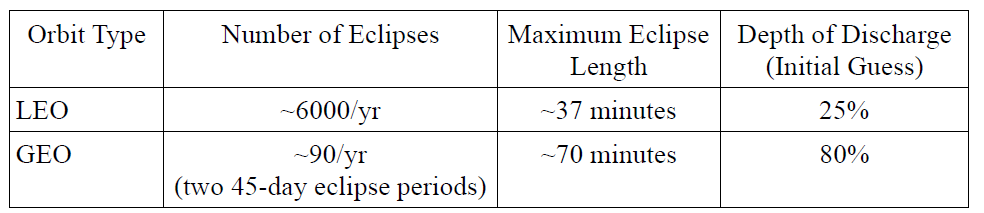 Orbit Type
Number of Eclipses
Maximum Eclipse
Length
Depth of Discharge
(Initial Guess)
LEO
~6000/yr
~37 minutes
25%
GEO
~90/yr
(two 45-day eclipse periods)
~70 minutes
80%